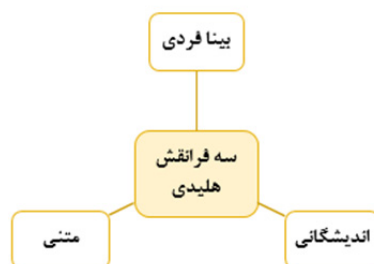 بینا فردی
سه فرانقش
هلیدی
اندیشگانی
متنی